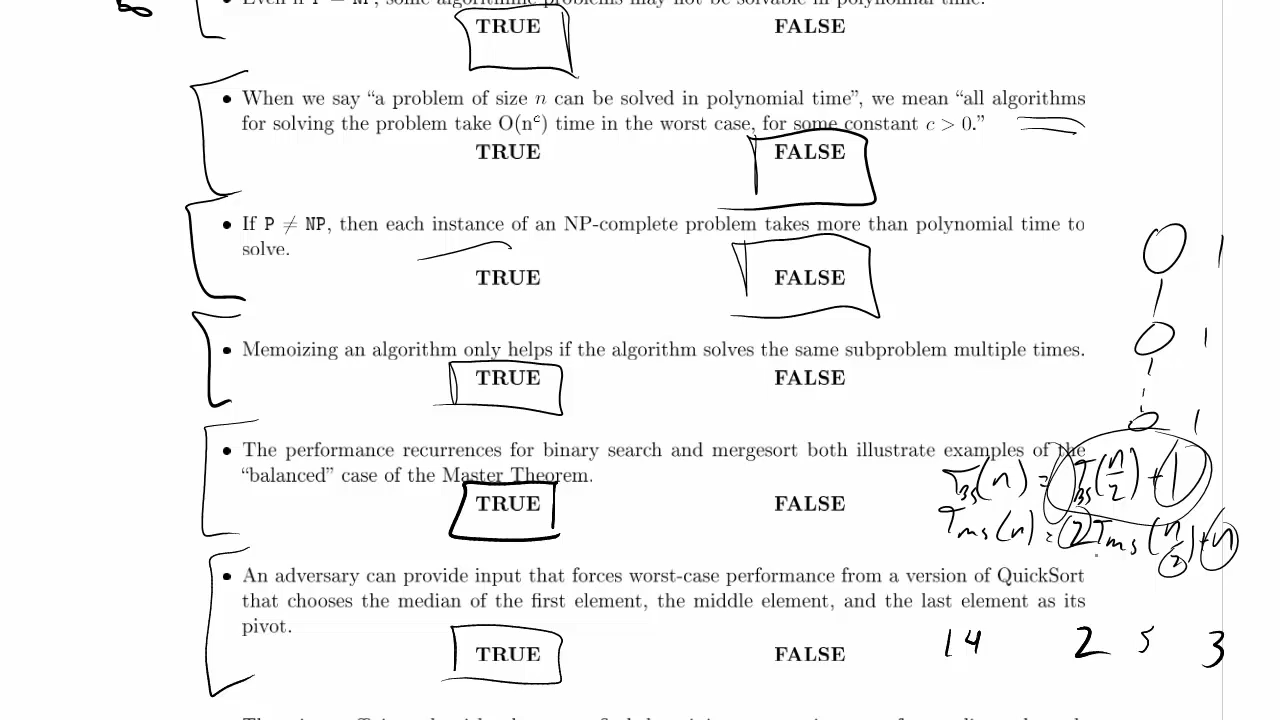 • Even if P = NP, some algorithmic problems may not be solvable in polynomial time.
TRUE FALSE
• When we say “a problem of size n can be solved in polynomial time”, we mean “all algorithms
for solving the problem take O(nᶜ) time in the worst case, for some constant c > 0.”
TRUE FALSE
• If P ≠ NP, then each instance of an NP-complete problem takes more than polynomial time to
solve.
TRUE FALSE
1
1
• Memoizing an algorithm only helps if the algorithm solves the same subproblem multiple times.
TRUE FALSE
1
• The performance recurrences for binary search and mergesort both illustrate examples of the
“balanced” case of the Master Theorem.
T_BS(n) = T_BS(n/2) + 1
TRUE FALSE
T_ms(n) = 2T_ms(n/2) + n
• An adversary can provide input that forces worst-case performance from a version of QuickSort
that chooses the median of the first element, the middle element, and the last element as its
pivot.
TRUE FALSE
14 2 5 3